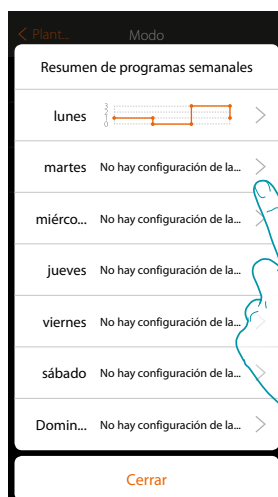 < Plant... Modo
Resumen de programas semanales
lunes 3 2 1 0
martes No hay configuración de la...
miérco... No hay configuración de la...
jueves No hay configuración de la...
viernes No hay configuración de la...
sábado No hay configuración de la...
Domin... No hay configuración de la...
Cerrar